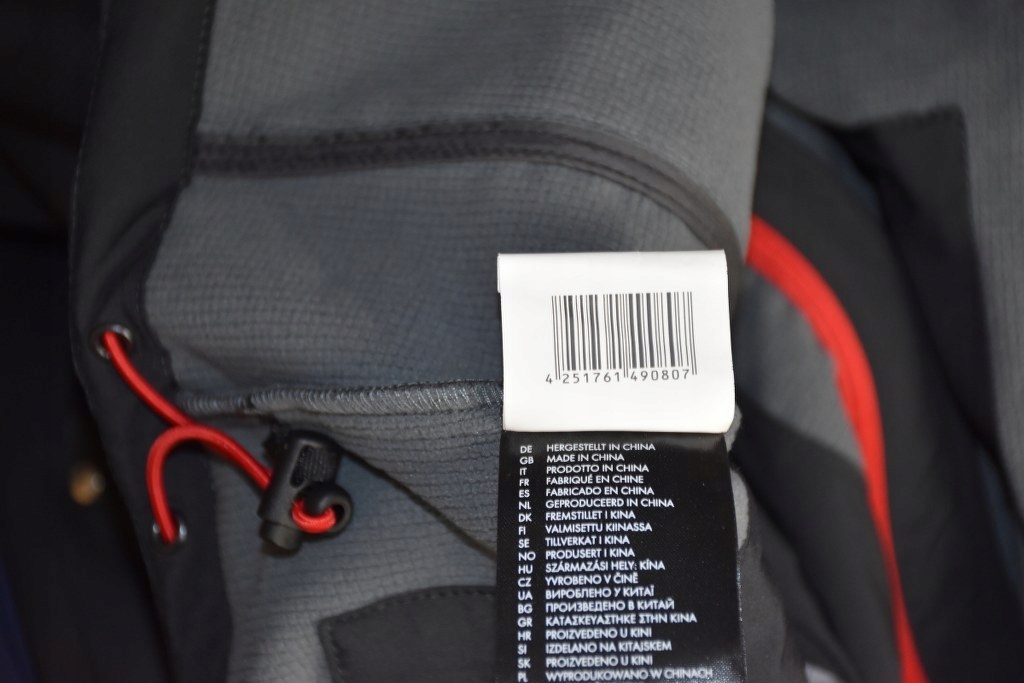 4 251761 490807
DE HERGESTELLT IN CHINA
GB MADE IN CHINA
IT PRODOTTO IN CHINA
FR FABRIQUÉ EN CHINE
ES FABRICADO EN CHINA
NL GEPRODUCEERD IN CHINA
DK FREMSTILLET I KINA
FI VALMISETTU KIINASSA
SE TILLVERKAT I KINA
NO PRODUSERT I KINA
HU SZÁRMAZÁSI HELY: KÍNA
CZ YVROBENO V ČINĚ
UA ВИРОБЛЕНО У КИТАЇ
BG ПРОИЗВЕДЕНО В КИТАЙ
GR ΚΑΤΑΣΚΕΥΑΣΤΗΚΕ ΣΤΗΝ ΚΙΝΑ
HR PROIZVEDENO U KINI
SI IZDELANO NA KITAJSKEM
SK PROIZVEDENO U KINI
PL WYPRODUKOWANO W CHINACH